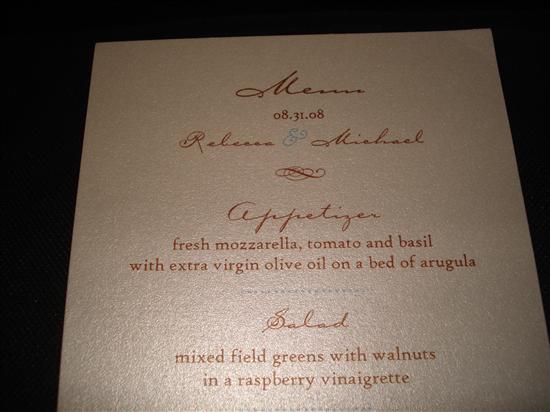 Menu
08.31.08
Rebecca & Michael
Appetizer
fresh mozzarella, tomato and basil
with extra virgin olive oil on a bed of arugula
Salad
mixed field greens with walnuts
in a raspberry vinaigrette